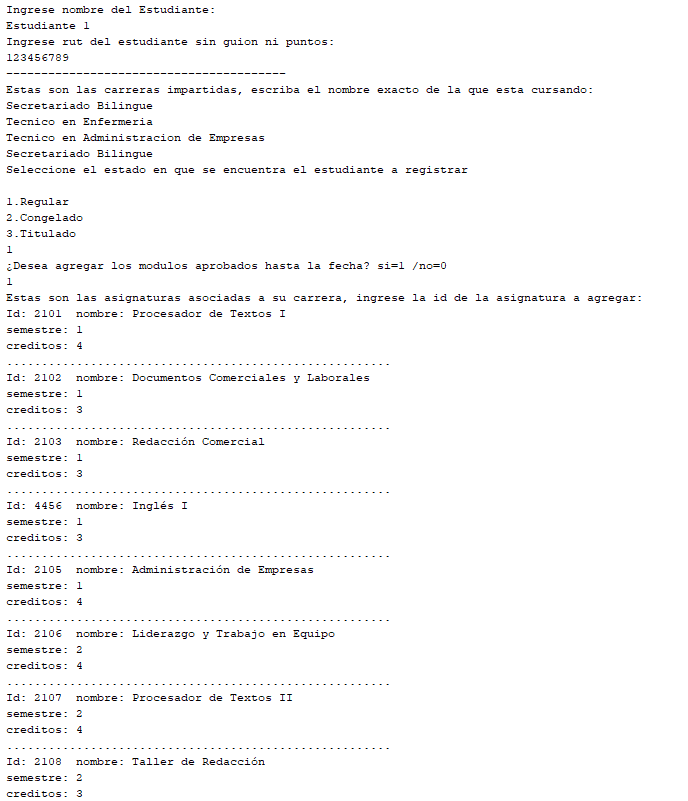 Ingrese nombre del Estudiante:
Estudiante 1
Ingrese rut del estudiante sin guion ni puntos:
123456789
----------------------------------------
Estas son las carreras impartidas, escriba el nombre exacto de la que esta cursando:
Secretariado Bilingue
Tecnico en Enfermeria
Tecnico en Administracion de Empresas
Secretariado Bilingue
Seleccione el estado en que se encuentra el estudiante a registrar
1.Regular
2.Congelado
3.Titulado
1
¿Desea agregar los modulos aprobados hasta la fecha? si=1 /no=0
1
Estas son las asignaturas asociadas a su carrera, ingrese la id de la asignatura a agregar:
Id: 2101  nombre: Procesador de Textos I
semestre: 1
creditos: 4
.......................................................
Id: 2102  nombre: Documentos Comerciales y Laborales
semestre: 1
creditos: 3
.......................................................
Id: 2103  nombre: Redacción Comercial
semestre: 1
creditos: 3
.......................................................
Id: 4456  nombre: Inglés I
semestre: 1
creditos: 3
.......................................................
Id: 2105  nombre: Administración de Empresas
semestre: 1
creditos: 4
.......................................................
Id: 2106  nombre: Liderazgo y Trabajo en Equipo
semestre: 2
creditos: 4
.......................................................
Id: 2107  nombre: Procesador de Textos II
semestre: 2
creditos: 4
.......................................................
Id: 2108  nombre: Taller de Redacción
semestre: 2
creditos: 3